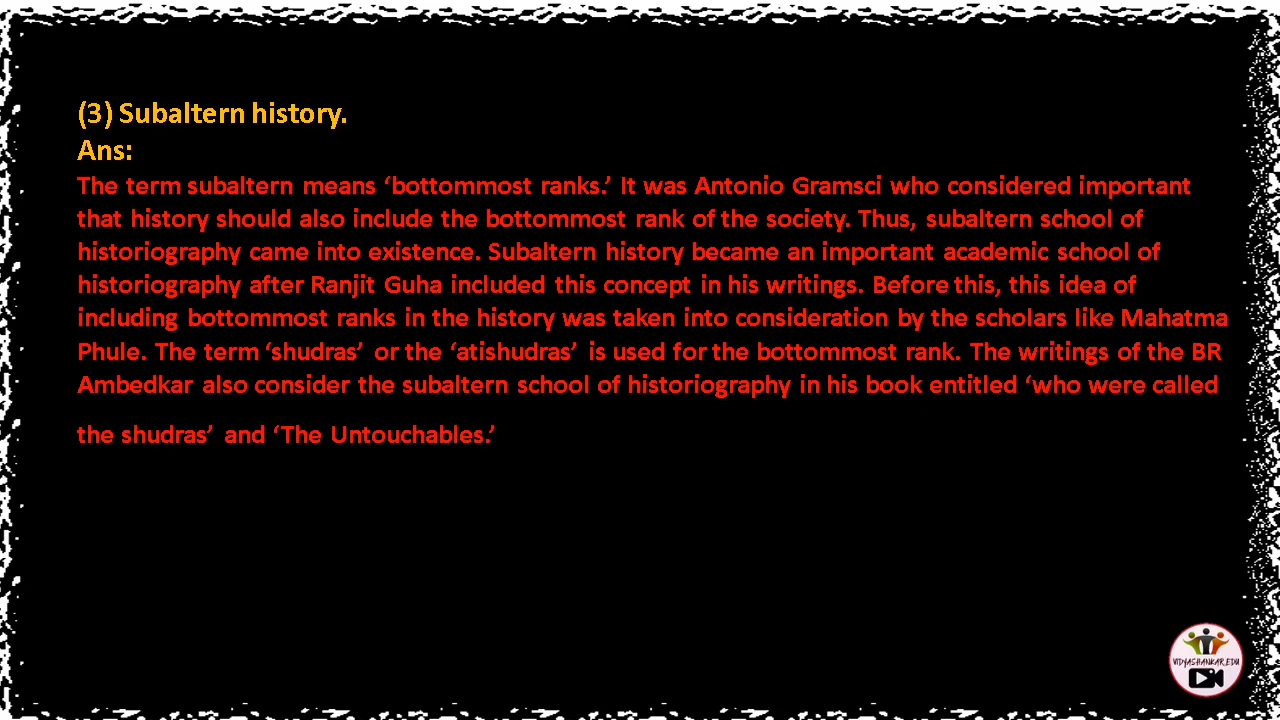 (3) Subaltern history.
Ans:
The term subaltern means ‘bottommost ranks.’ It was Antonio Gramsci who considered important
that history should also include the bottommost rank of the society. Thus, subaltern school of
historiography came into existence. Subaltern history became an important academic school of
historiography after Ranjit Guha included this concept in his writings. Before this, this idea of
including bottommost ranks in the history was taken into consideration by the scholars like Mahatma
Phule. The term ‘shudras’ or the ‘atishudras’ is used for the bottommost rank. The writings of the BR
Ambedkar also consider the subaltern school of historiography in his book entitled ‘who were called
the shudras’ and ‘The Untouchables.’
VIDYASHANKAR.EDU